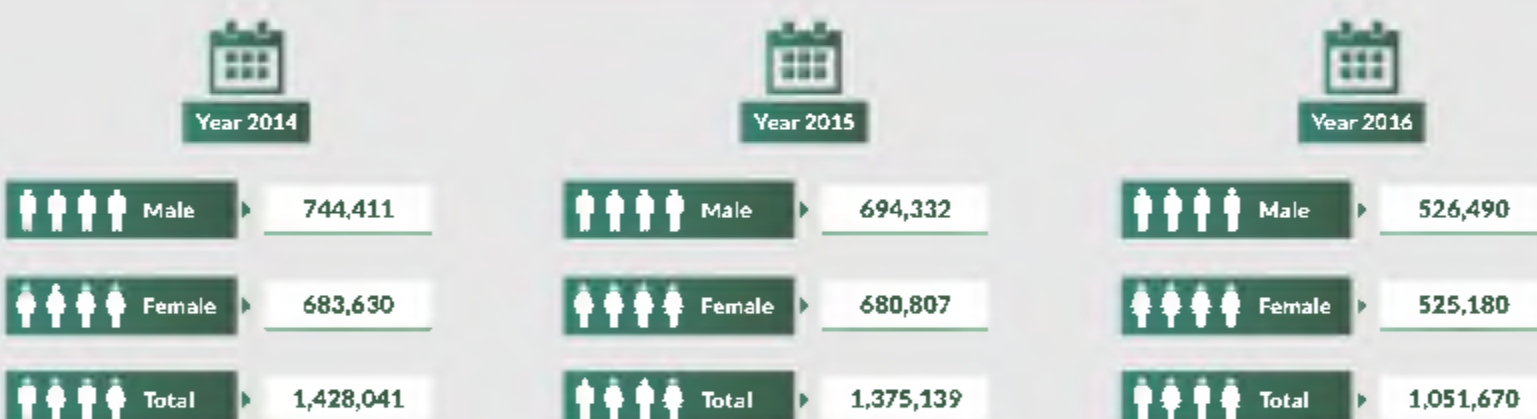 Year 2014
Male 744,411
Female 683,630
Total 1,428,041
Year 2015
Male 694,332
Female 680,807
Total 1,375,139
Year 2016
Male 526,490
Female 525,180
Total 1,051,670